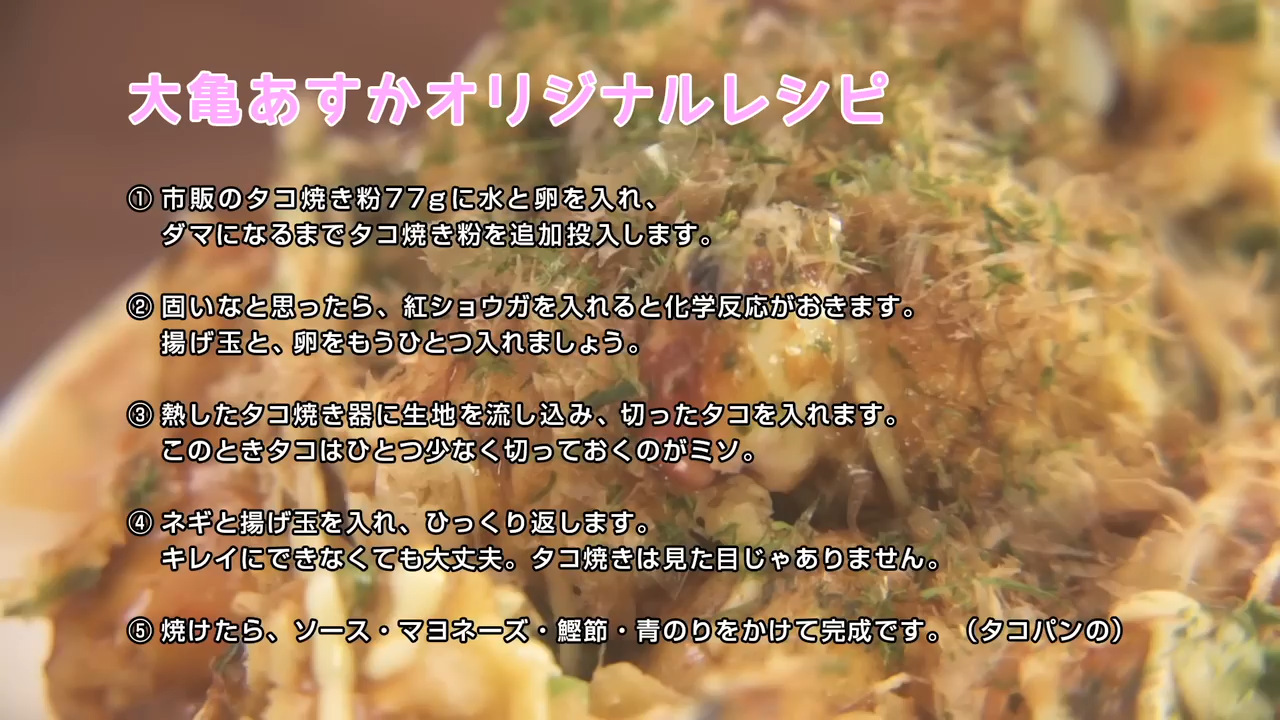 大亀あすかオリジナルレシピ
① 市販のタコ焼き粉77gに水と卵を入れ、
ダマになるまでタコ焼き粉を追加投入します。
② 固いなと思ったら、紅ショウガを入れると化学反応がおきます。
揚げ玉と、卵をもうひとつ入れましょう。
③ 熱したタコ焼き器に生地を流し込み、切ったタコを入れます。
このときタコはひとつ少なく切っておくのがミソ。
④ ネギと揚げ玉を入れ、ひっくり返します。
キレイにできなくても大丈夫。タコ焼きは見た目じゃありません。
⑤ 焼けたら、ソース・マヨネーズ・鰹節・青のりをかけて完成です。（タコパンの）